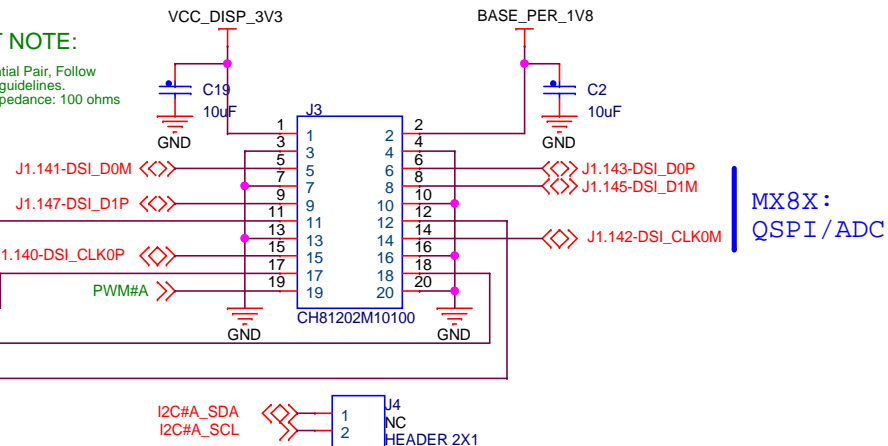 VCC_DISP_3V3
BASE_PER_1V8
NOTE:
Pair, Follow
guidelines.
100 ohms
C19
10uF
GND
C2
10uF
GND
J3
1 1 2 2
3 3 4 4
J1.141-DSI_D0M 5 5 6 6 J1.143-DSI_D0P
7 7 8 8 J1.145-DSI_D1M
J1.147-DSI_D1P 9 9 10 10
11 11 12 12
13 13 14 14 J1.142-DSI_CLK0M
1.140-DSI_CLK0P 15 15 16 16
17 17 18 18
PWM#A 19 19 20 20
MX8X:
QSPI/ADC
CH81202M10100
GND
GND
I2C#A_SDA 1
I2C#A_SCL 2
J4
NC
HEADER 2X1